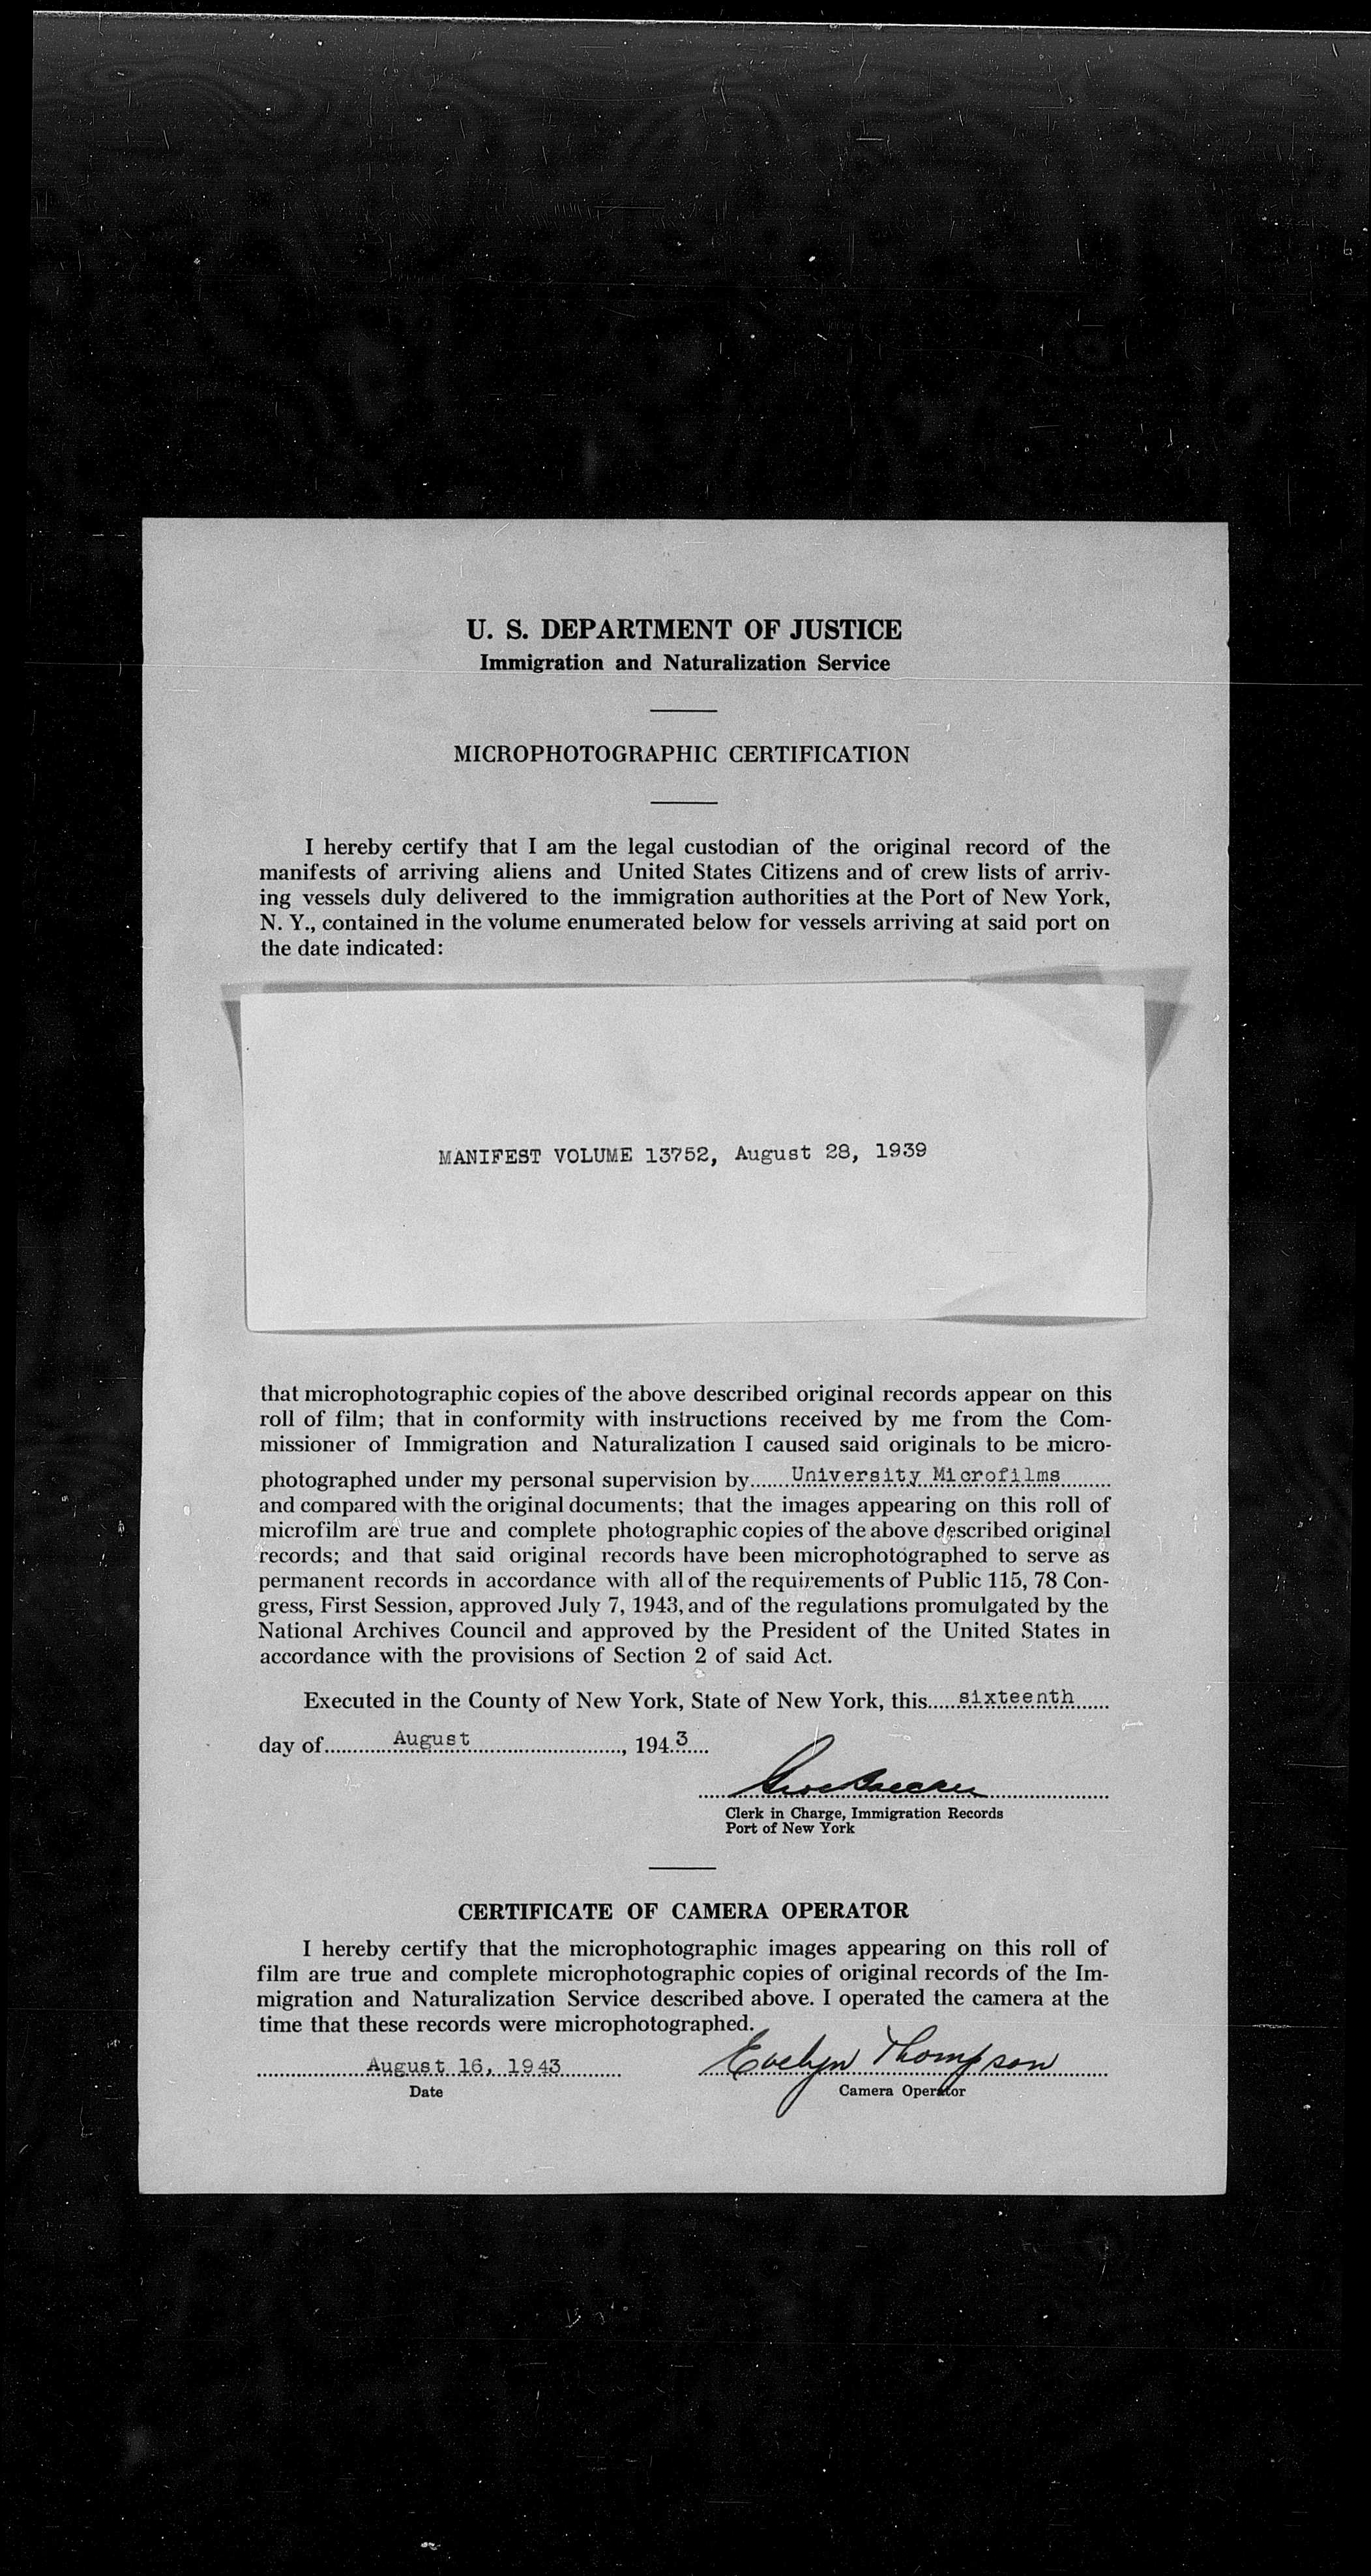 U. S. DEPARTMENT OF JUSTICE
Immigration and Naturalization Service
MICROPHOTOGRAPHIC CERTIFICATION
I hereby certify that I am the legal custodian of the original record of the
manifests of arriving aliens and United States Citizens and of crew lists of arriv-
ing vessels duly delivered to the immigration authorities at the Port of New York,
N. Y., contained in the volume enumerated below for vessels arriving at said port on
the date indicated:
MANIFEST VOLUME 13752, August 28, 1939
that microphotographic copies of the above described original records appear on this
roll of film; that in conformity with instructions received by me from the Com-
missioner of Immigration and Naturalization I caused said originals to be micro-
photographed under my personal supervision by University Microfilms
and compared with the original documents; that the images appearing on this roll of
microfilm are true and complete photographic copies of the above described original
records; and that said original records have been microphotographed to serve as
permanent records in accordance with all of the requirements of Public 115, 78 Con-
gress, First Session, approved July 7, 1943, and of the regulations promulgated by the
National Archives Council and approved by the President of the United States in
accordance with the provisions of Section 2 of said Act.
Executed in the County of New York, State of New York, this sixteenth
day of August, 1943
Clerk in Charge, Immigration Records
Port of New York
CERTIFICATE OF CAMERA OPERATOR
I hereby certify that the microphotographic images appearing on this roll of
film are true and complete microphotographic copies of original records of the Im-
migration and Naturalization Service described above. I operated the camera at the
time that these records were microphotographed.
August 16, 1943 Evelyn Thompson
Date Camera Operator